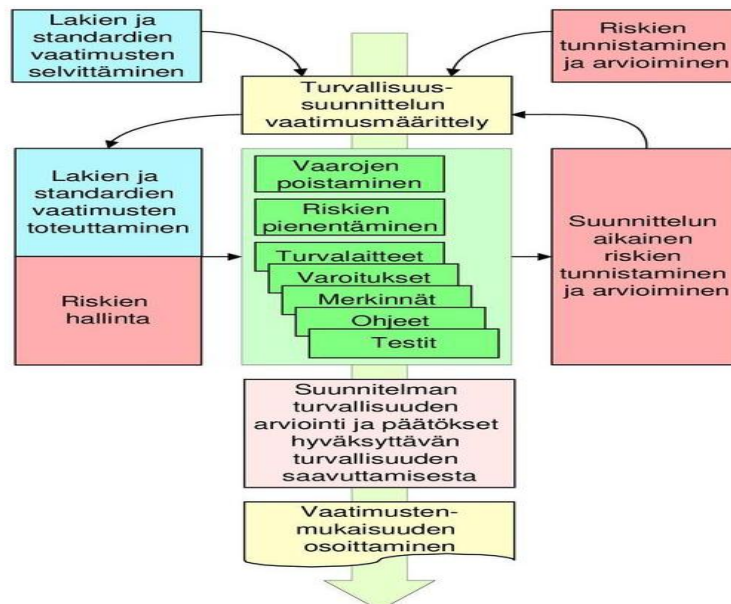 Lakien ja
standardien
vaatimusten
selvittäminen
Riskien
tunnistaminen
ja arvioiminen
Turvallisuus-
suunnittelun
vaatimusmäärittely
Lakien ja
standardien
vaatimusten
toteuttaminen
Riskien
hallinta
Vaarojen
poistaminen
Riskien
pienentäminen
Turvalaitteet
Varoitukset
Merkinnät
Ohjeet
Testit
Suunnittelun
aikainen
riskien
tunnistaminen
ja arvioiminen
Suunnitelman
turvallisuuden
arviointi ja päätökset
hyväksyttävän
turvallisuuden
saavuttamisesta
Vaatimusten-
mukaisuuden
osoittaminen